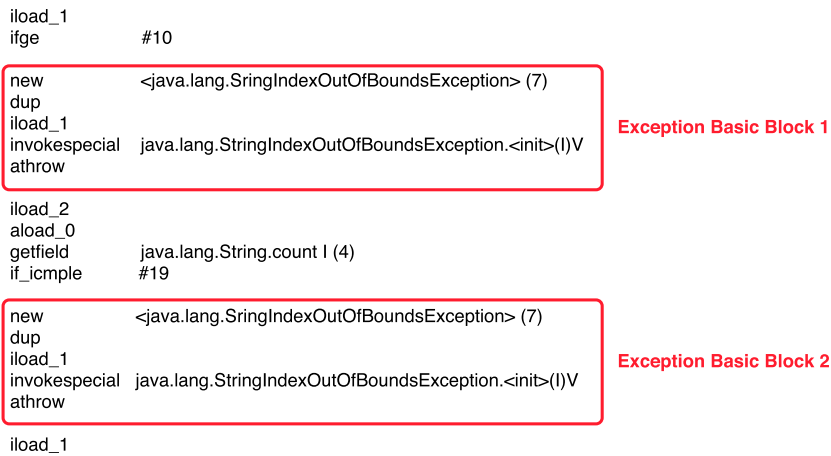 iload_1
ifge #10
new <java.lang.SringIndexOutOfBoundsException> (7)
dup
iload_1
invokespecial java.lang.StringIndexOutOfBoundsException.<init>(I)V
athrow
Exception Basic Block 1
iload_2
aload_0
getfield java.lang.String.count I (4)
if_icmple #19
new <java.lang.SringIndexOutOfBoundsException> (7)
dup
iload_1
invokespecial java.lang.StringIndexOutOfBoundsException.<init>(I)V
athrow
Exception Basic Block 2
iload_1